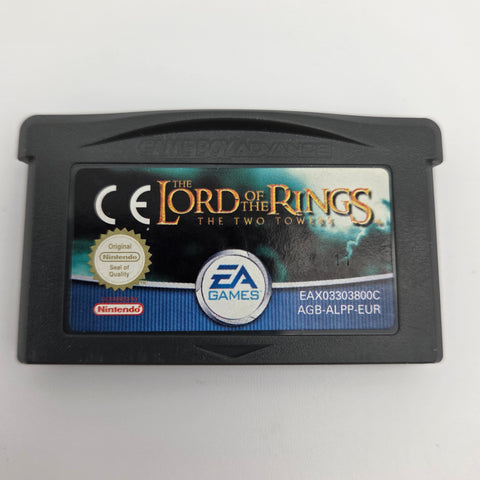 GAME BOY ADVANCE
CE
THE LORD OF THE RINGS
THE TWO TOWERS
Original
Nintendo
Seal of
Quality
Nintendo
EA
GAMES
EAX03303800C
AGB-ALPP-EUR